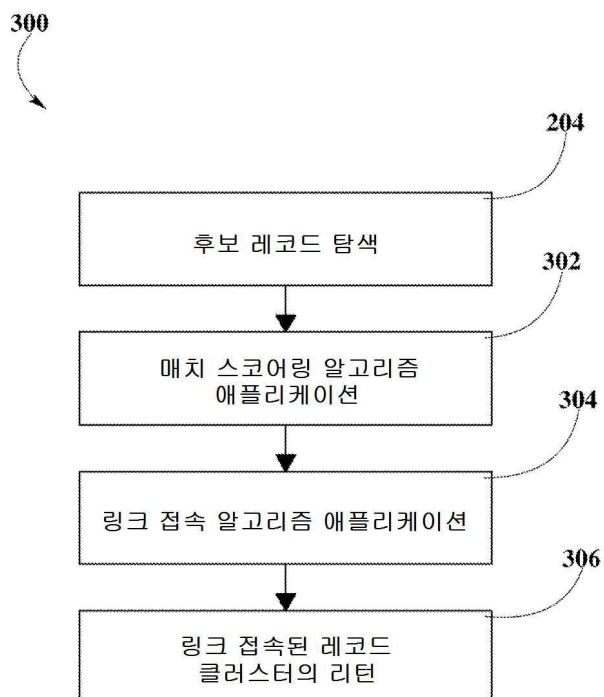 300
204
후보 레코드 탐색
302
매치 스코어링 알고리즘
애플리케이션
304
링크 접속 알고리즘 애플리케이션
306
링크 접속된 레코드
클러스터의 리턴